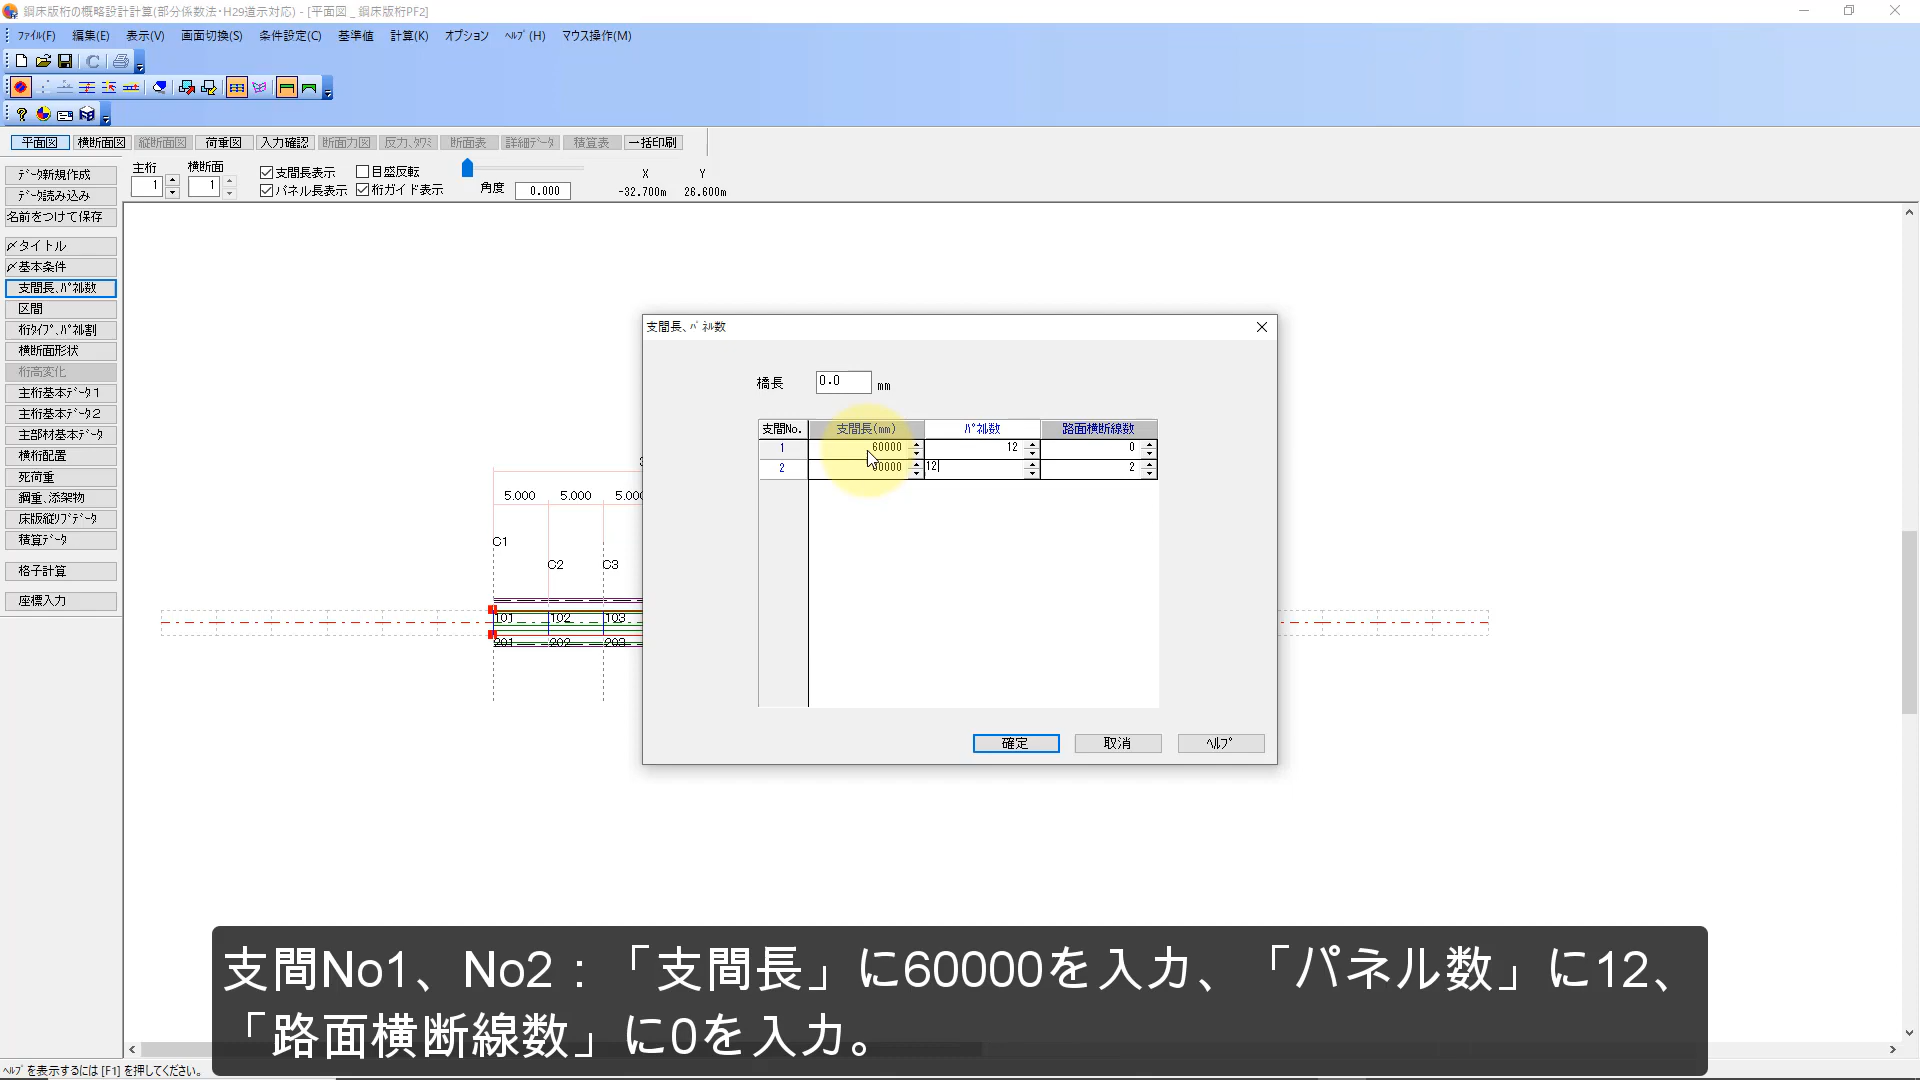 鋼床版桁の概略設計計算(部分係数法・H29道示対応) - [平面図 _ 鋼床版桁PF2]
ﾌｧｲﾙ(F) 編集(E) 表示(V) 画面切換(S) 条件設定(C) 基準値 計算(K) オプション ﾍﾙﾌﾟ(H) マウス操作(M)
平面図 横断面図 縦断面図 荷重図 入力確認 断面力図 反力､タワミ 断面表 詳細ﾃﾞｰﾀ 積算表 一括印刷
主桁 1 横断面 1
支間長表示 目盛反転
パネル長表示 桁ガイド表示
角度 0.000
X Y
-32.700m 26.600m
ﾃﾞｰﾀ新規作成
ﾃﾞｰﾀ読み込み
名前をつけて保存
タイトル
基本条件
支間長､ﾊﾟﾈﾙ数
区間
桁ﾀｲﾌﾟ､ﾊﾟﾈﾙ割
横断面形状
桁高変化
主桁基本ﾃﾞｰﾀ1
主桁基本ﾃﾞｰﾀ2
主部材基本ﾃﾞｰﾀ
横桁配置
死荷重
鋼重､添架物
床版縦ﾘﾌﾞﾃﾞｰﾀ
積算ﾃﾞｰﾀ
格子計算
座標入力
5.000 5.000 5.000
C1
C2 C3
101 102 103
201 202 203
支間長､ﾊﾟﾈﾙ数
橋長 0.0 mm
支間No. 支間長(mm) ﾊﾟﾈﾙ数 路面横断線数
1 60000 12 0
2 60000 12 2
確定 取消 ﾍﾙﾌﾟ
支間No1、No2：「支間長」に60000を入力、「パネル数」に12、
「路面横断線数」に0を入力。
ﾍﾙﾌﾟを表示するには [F1] を押してください。